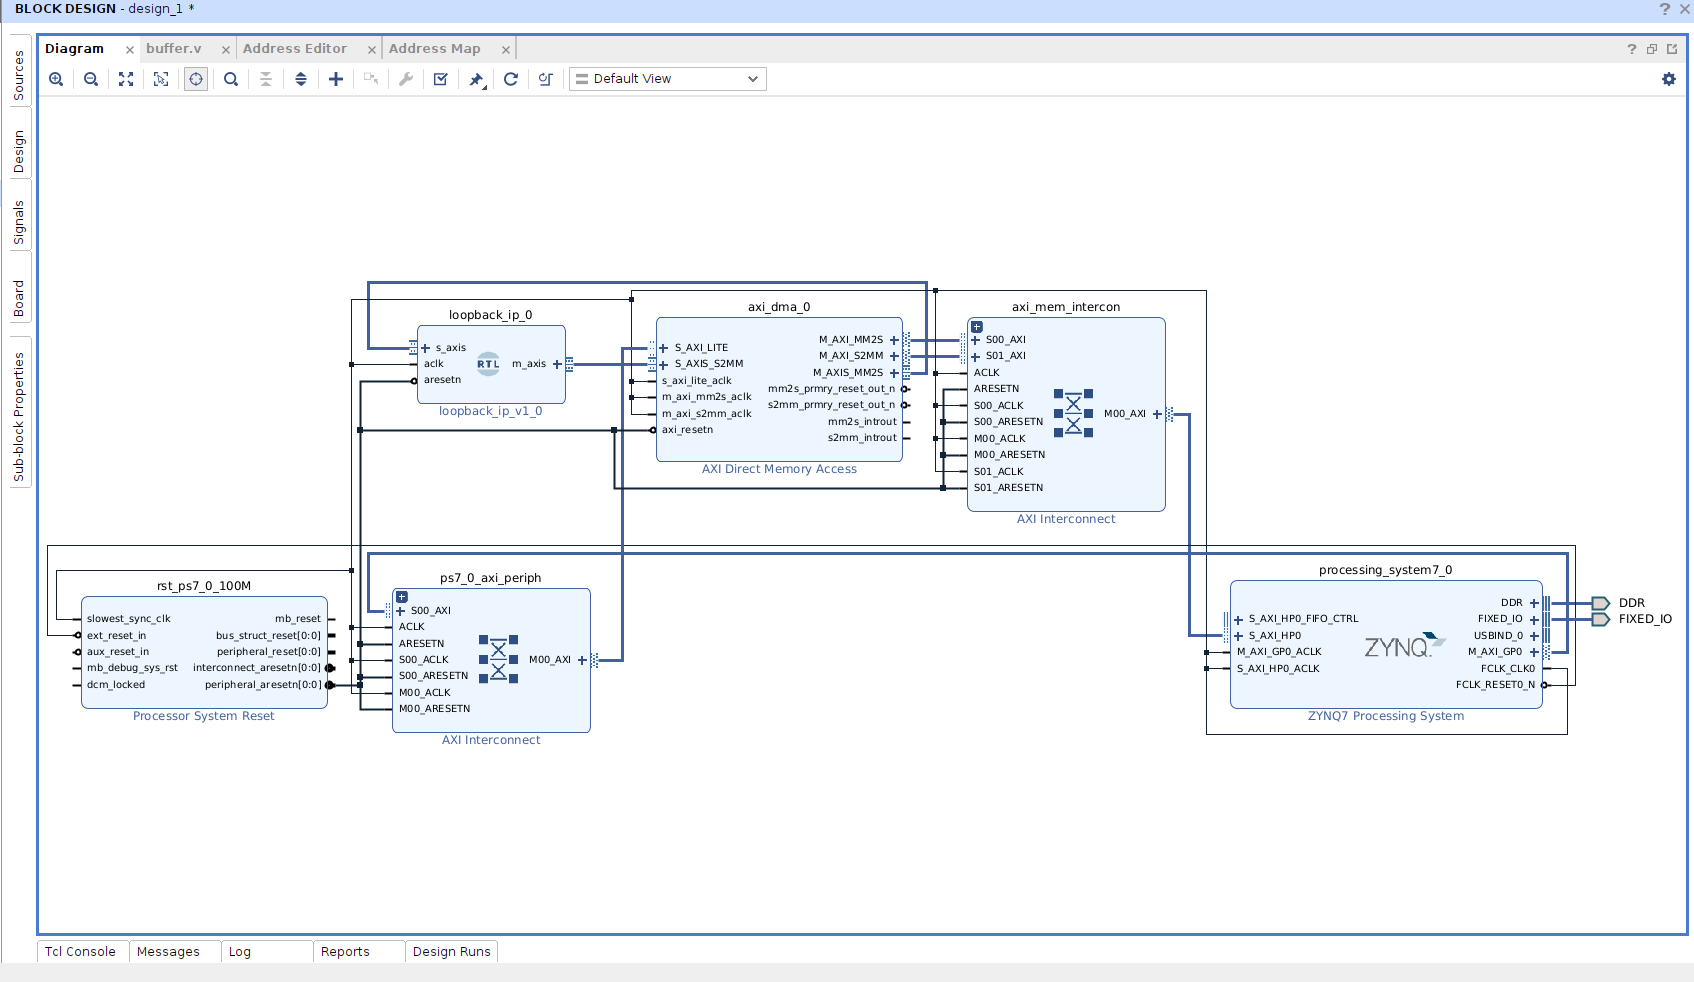 BLOCK DESIGN - design_1 *
Diagram
buffer.v
Address Editor
Address Map
Default View
Sources
Design
Signals
Board
Sub-block Properties
loopback_ip_0
s_axis
aclk
aresetn
RTL
m_axis
loopback_ip_v1_0
axi_dma_0
S_AXI_LITE
S_AXIS_S2MM
s_axi_lite_aclk
m_axi_mm2s_aclk
m_axi_s2mm_aclk
axi_resetn
M_AXI_MM2S
M_AXI_S2MM
M_AXIS_MM2S
mm2s_prmry_reset_out_n
s2mm_prmry_reset_out_n
mm2s_introut
s2mm_introut
AXI Direct Memory Access
axi_mem_intercon
S00_AXI
S01_AXI
ACLK
ARESETN
S00_ACLK
S00_ARESETN
M00_ACLK
M00_ARESETN
S01_ACLK
S01_ARESETN
M00_AXI
AXI Interconnect
rst_ps7_0_100M
slowest_sync_clk
ext_reset_in
aux_reset_in
mb_debug_sys_rst
dcm_locked
mb_reset
bus_struct_reset[0:0]
peripheral_reset[0:0]
interconnect_aresetn[0:0]
peripheral_aresetn[0:0]
Processor System Reset
ps7_0_axi_periph
S00_AXI
ACLK
ARESETN
S00_ACLK
S00_ARESETN
M00_ACLK
M00_ARESETN
M00_AXI
AXI Interconnect
processing_system7_0
S_AXI_HP0_FIFO_CTRL
S_AXI_HP0
M_AXI_GP0_ACLK
S_AXI_HP0_ACLK
ZYNQ
DDR
FIXED_IO
USBIND_0
M_AXI_GP0
FCLK_CLK0
FCLK_RESET0_N
ZYNQ7 Processing System
DDR
FIXED_IO
Tcl Console
Messages
Log
Reports
Design Runs